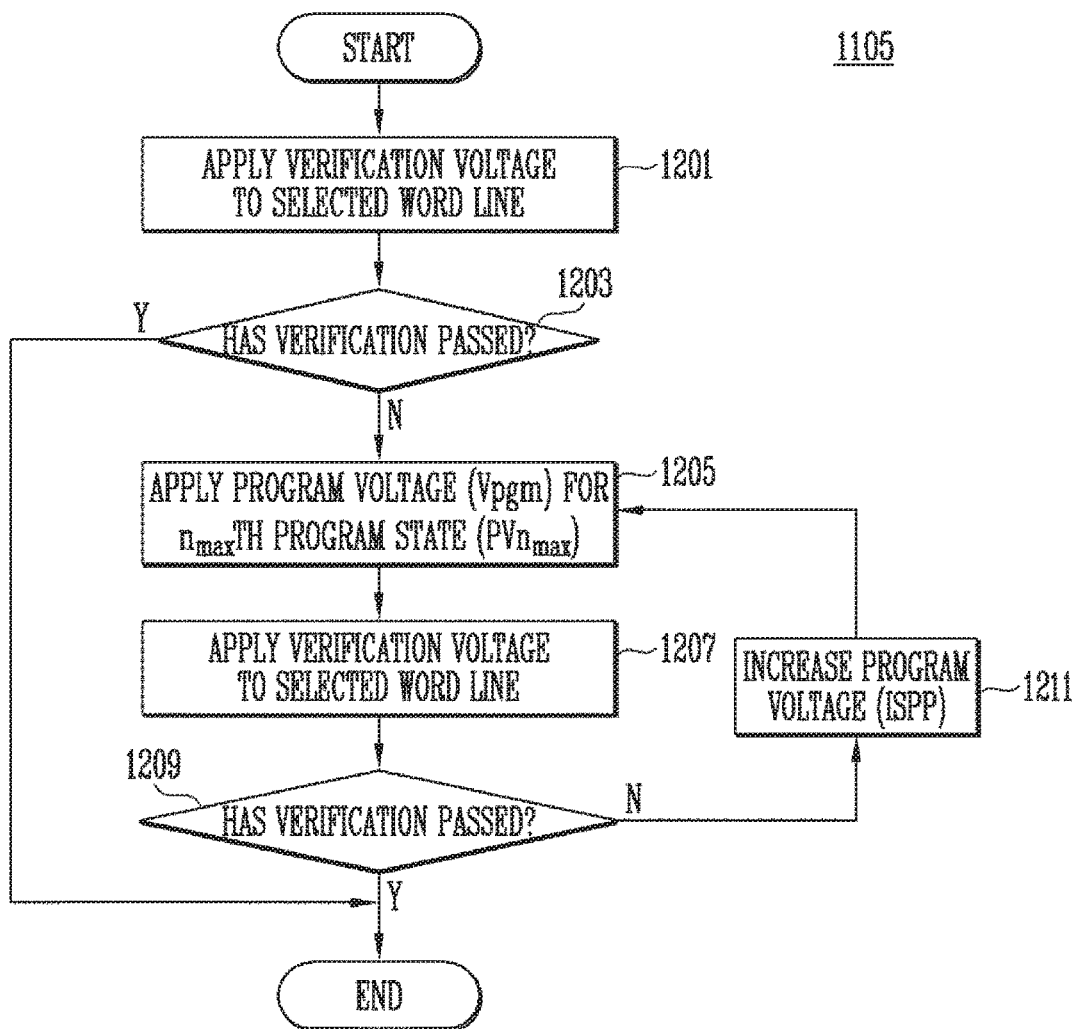 START
1105
APPLY VERIFICATION VOLTAGE
TO SELECTED WORD LINE
1201
HAS VERIFICATION PASSED?
1203
Y
N
APPLY PROGRAM VOLTAGE (Vpgm) FOR
nmaxTH PROGRAM STATE (PVnmax)
1205
APPLY VERIFICATION VOLTAGE
TO SELECTED WORD LINE
1207
INCREASE PROGRAM
VOLTAGE (ISPP)
1211
1209
HAS VERIFICATION PASSED?
N
Y
END